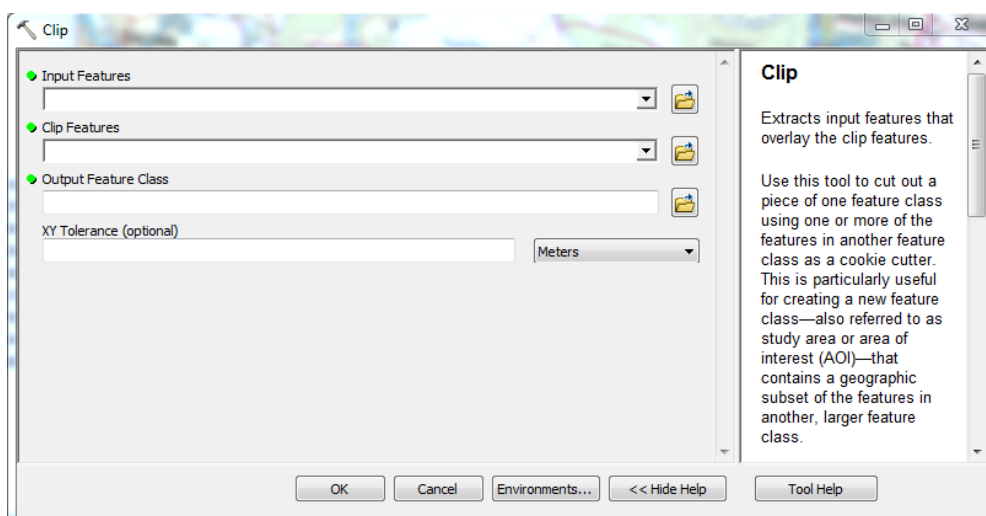 Clip
Input Features
Clip Features
Output Feature Class
XY Tolerance (optional)
Meters
OK
Cancel
Environments...
<< Hide Help
Tool Help
Clip
Extracts input features that
overlay the clip features.
Use this tool to cut out a
piece of one feature class
using one or more of the
features in another feature
class as a cookie cutter.
This is particularly useful
for creating a new feature
class—also referred to as
study area or area of
interest (AOI)—that
contains a geographic
subset of the features in
another, larger feature
class.